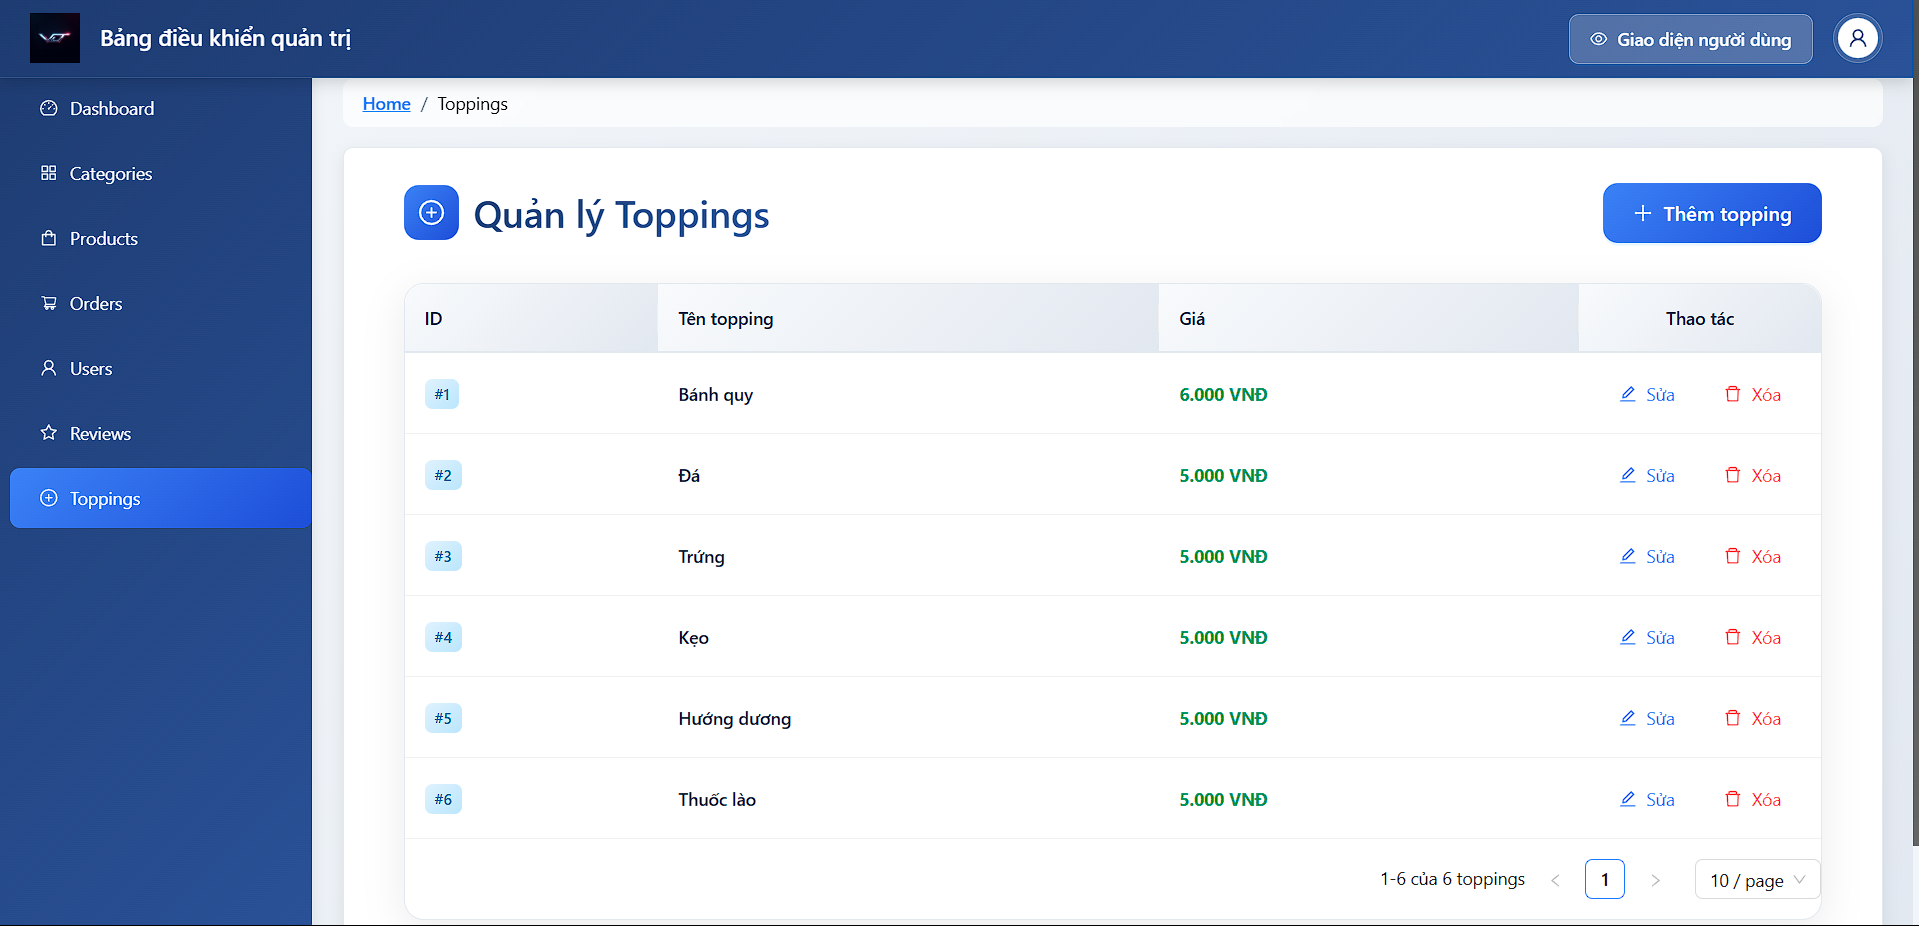 Bảng điều khiển quản trị
Giao diện người dùng
Dashboard
Categories
Products
Orders
Users
Reviews
Toppings
Home / Toppings
Quản lý Toppings
Thêm topping
ID Tên topping Giá Thao tác
#1 Bánh quy 6.000 VNĐ Sửa Xóa
#2 Đá 5.000 VNĐ Sửa Xóa
#3 Trứng 5.000 VNĐ Sửa Xóa
#4 Kẹo 5.000 VNĐ Sửa Xóa
#5 Hướng dương 5.000 VNĐ Sửa Xóa
#6 Thuốc lào 5.000 VNĐ Sửa Xóa
1-6 của 6 toppings < 1 > 10 / page